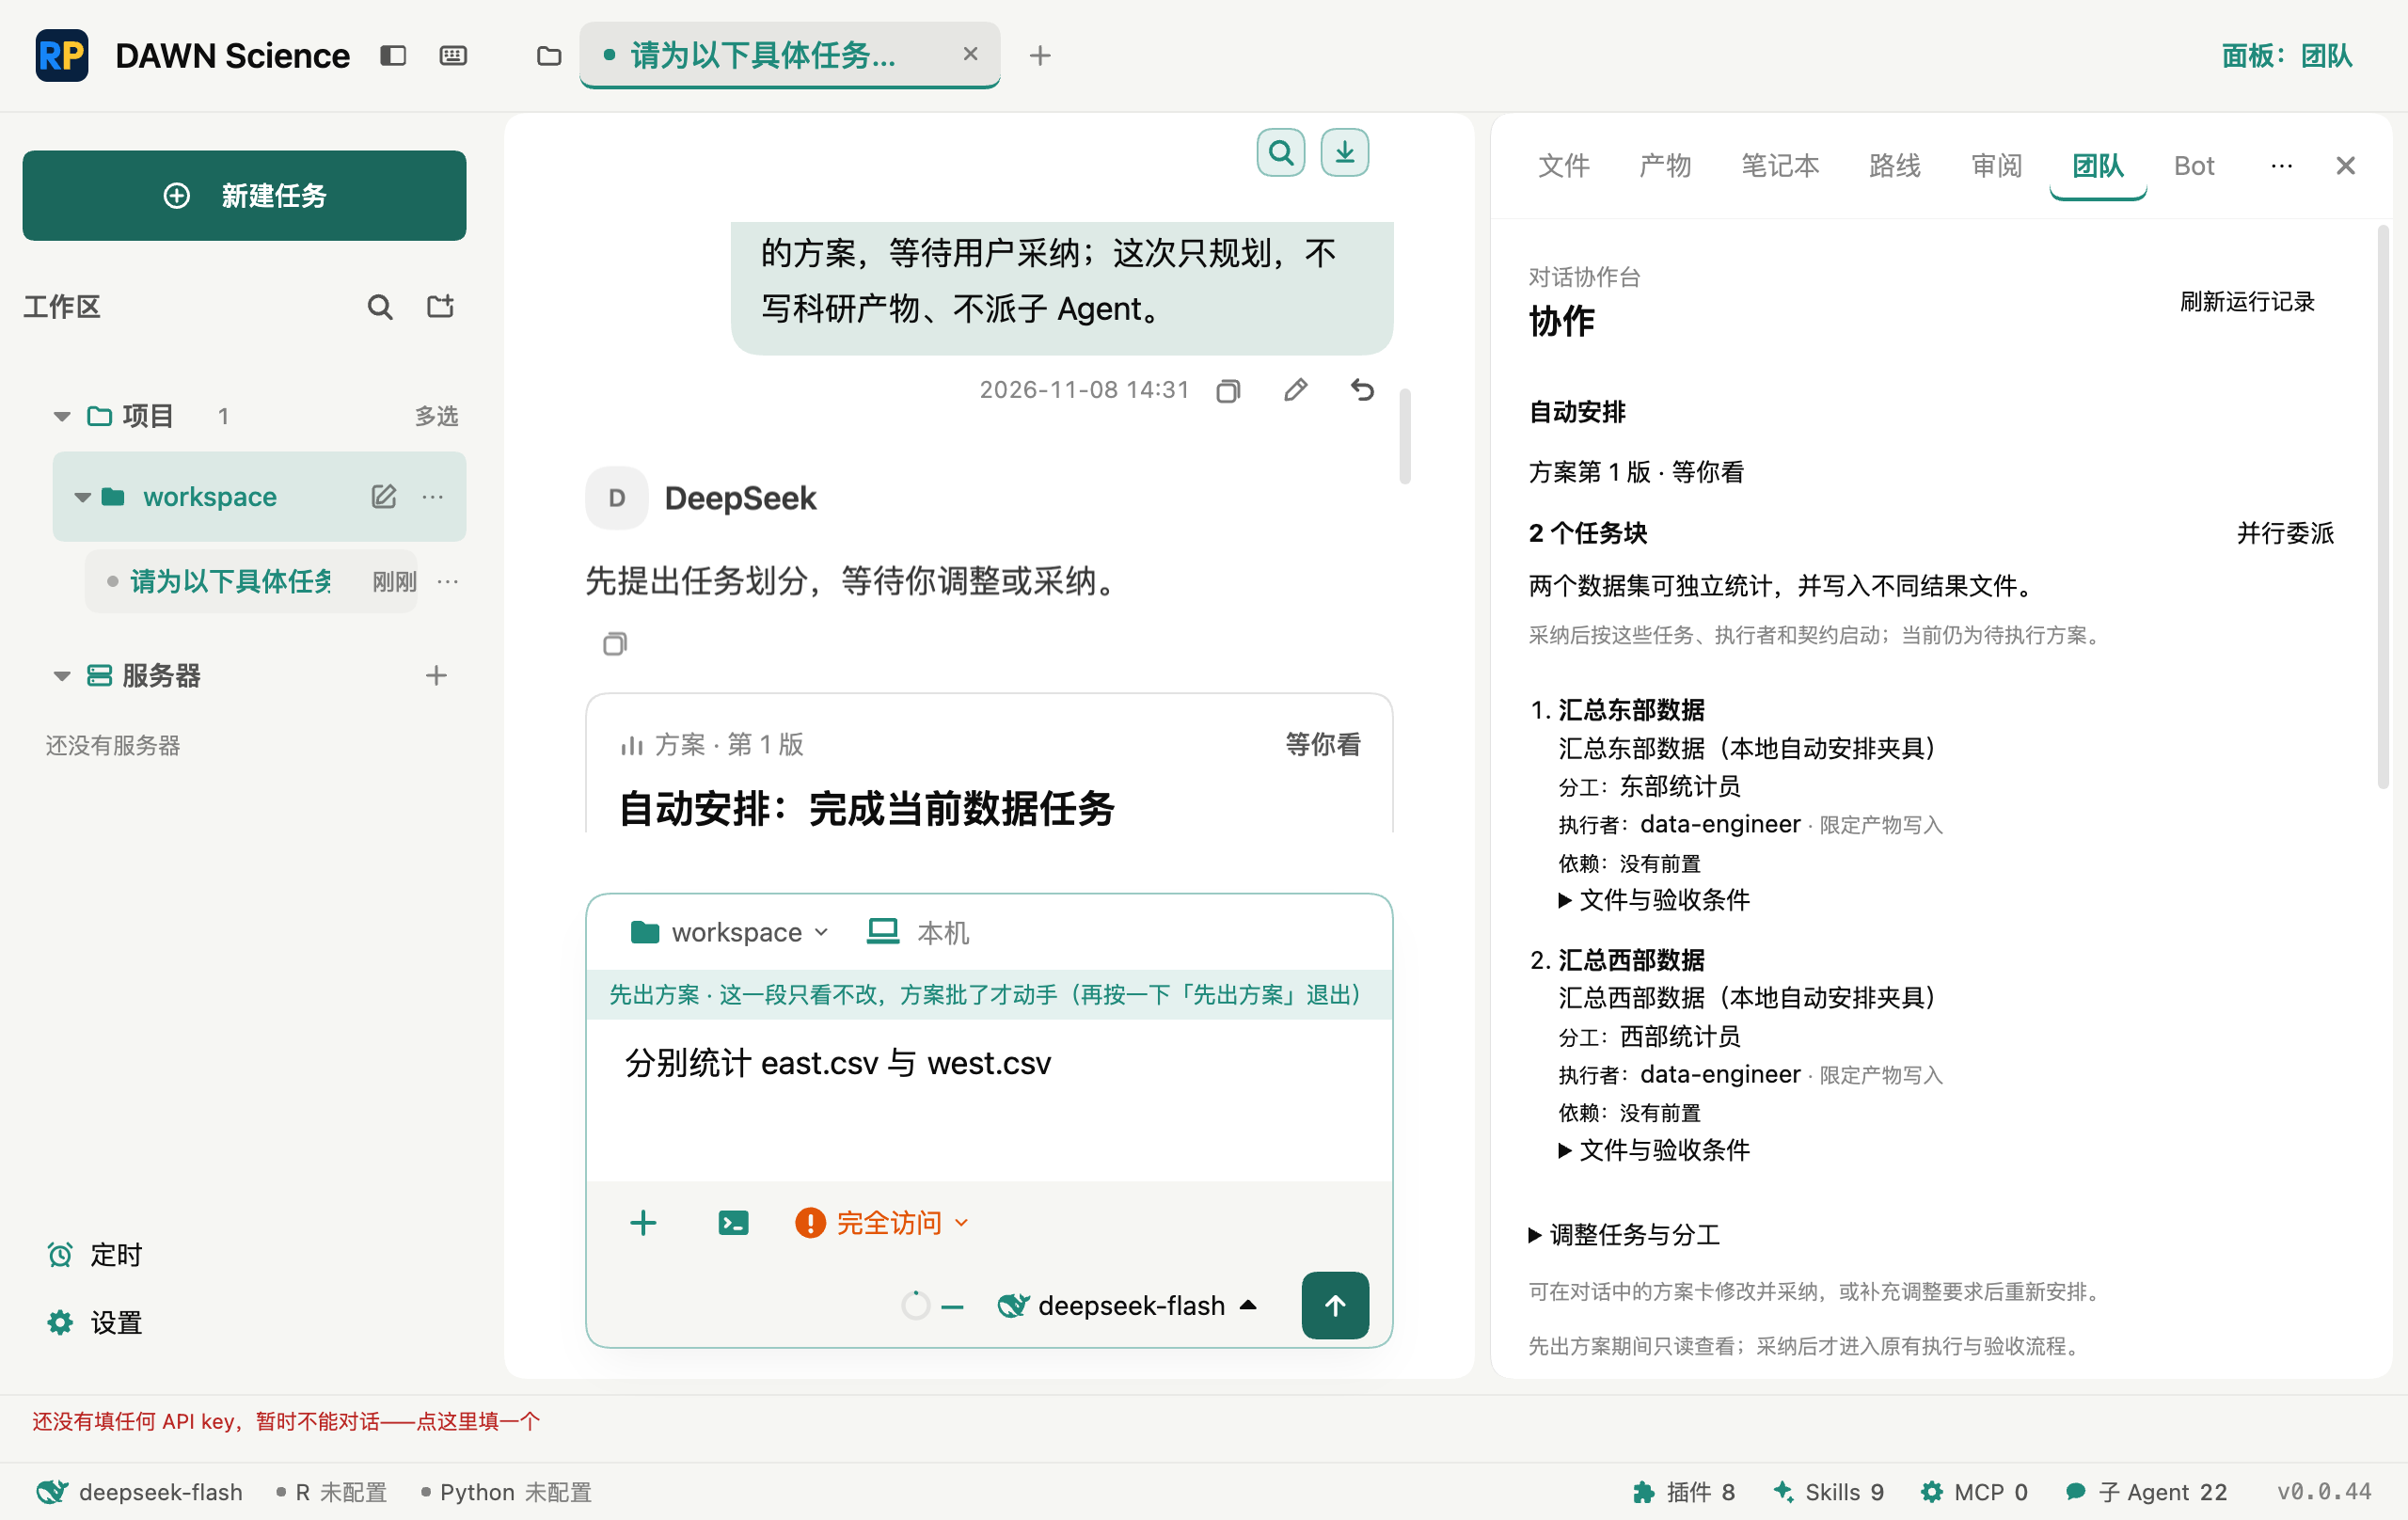 RP DAWN Science
请为以下具体任务...
面板：团队
新建任务
工作区
项目 1 多选
workspace
请为以下具体任务 刚刚
服务器
还没有服务器
定时
设置
的方案，等待用户采纳；这次只规划，不
写科研产物、不派子 Agent。
2026-11-08 14:31
D DeepSeek
先提出任务划分，等待你调整或采纳。
方案 · 第 1 版 等你看
自动安排：完成当前数据任务
workspace 本机
先出方案 · 这一段只看不改，方案批了才动手（再按一下「先出方案」退出）
分别统计 east.csv 与 west.csv
完全访问
deepseek-flash
文件 产物 笔记本 路线 审阅 团队 Bot
对话协作台
协作
刷新运行记录
自动安排
方案第 1 版 · 等你看
2 个任务块 并行委派
两个数据集可独立统计，并写入不同结果文件。
采纳后按这些任务、执行者和契约启动；当前仍为待执行方案。
1. 汇总东部数据
汇总东部数据（本地自动安排夹具）
分工：东部统计员
执行者：data-engineer · 限定产物写入
依赖：没有前置
文件与验收条件
2. 汇总西部数据
汇总西部数据（本地自动安排夹具）
分工：西部统计员
执行者：data-engineer · 限定产物写入
依赖：没有前置
文件与验收条件
调整任务与分工
可在对话中的方案卡修改并采纳，或补充调整要求后重新安排。
先出方案期间只读查看；采纳后才进入原有执行与验收流程。
还没有填任何 API key，暂时不能对话——点这里填一个
deepseek-flash R 未配置 Python 未配置
插件 8 Skills 9 MCP 0 子 Agent 22 v0.0.44